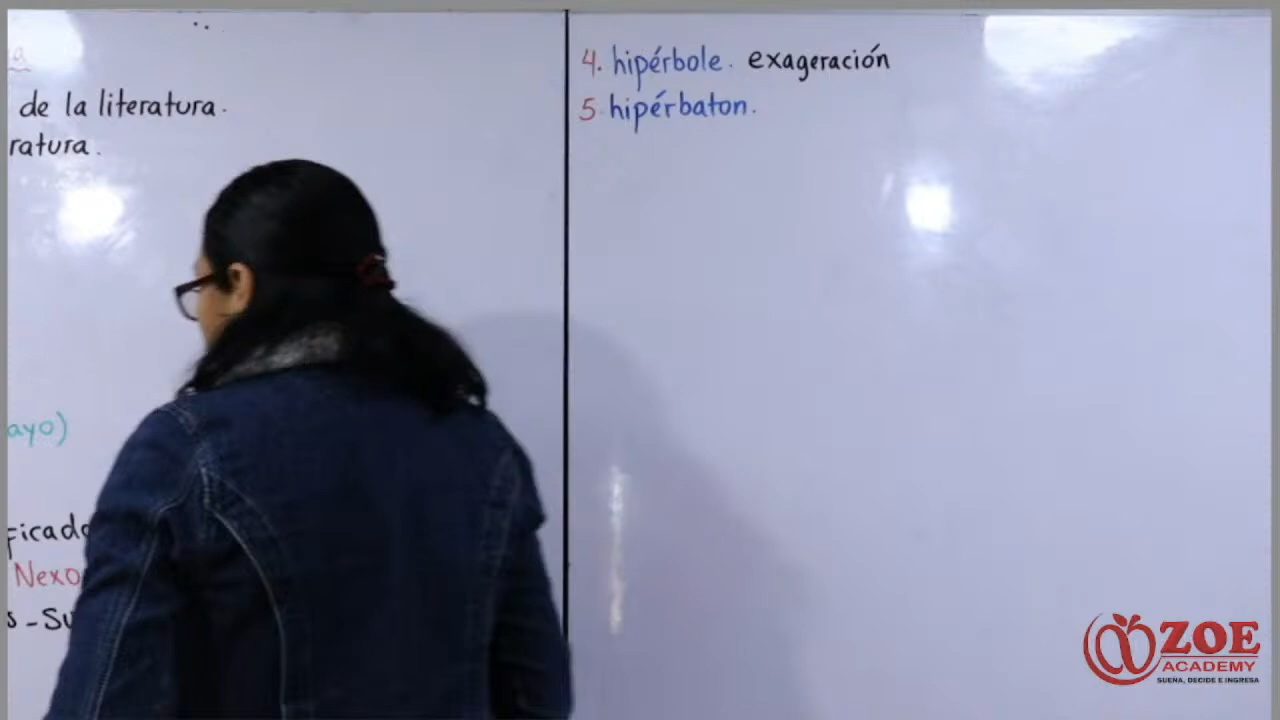 de la literatura.
ratura.
ayo)
ficado
Nexo
s - Su
4. hipérbole. exageración
5. hipérbaton.
ZOE
ACADEMY
SUEÑA, DECIDE E INGRESA